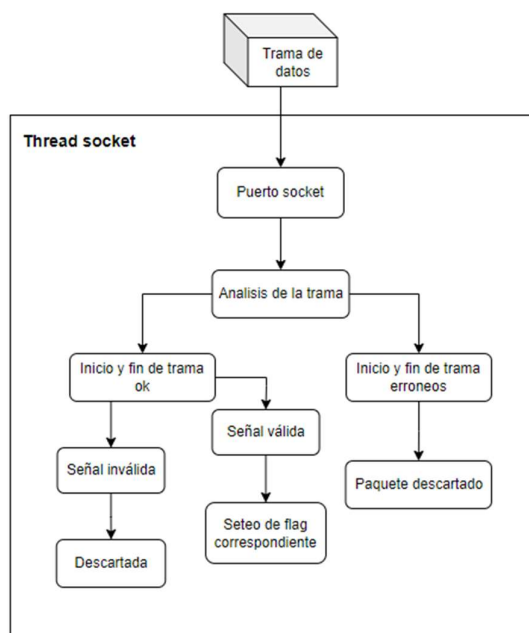 Trama de
datos
Thread socket
Puerto socket
Analisis de la trama
Inicio y fin de trama
ok
Inicio y fin de trama
erroneos
Señal válida
Señal inválida
Paquete descartado
Seteo de flag
correspondiente
Descartada